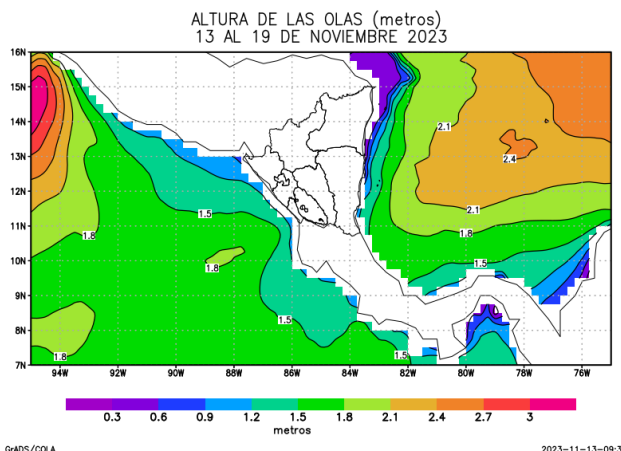 ALTURA DE LAS OLAS (metros)
13 AL 19 DE NOVIEMBRE 2023
16N
15N
14N
13N
12N
11N
10N
9N
8N
7N
2.1
2.4
2.1
1.8
1.5
1.5
1.8
1.8
1.5
1.5
1.8
94W 92W 90W 88W 86W 84W 82W 80W 78W 76W
0.3 0.6 0.9 1.2 1.5 1.8 2.1 2.4 2.7 3
metros
GrADS/COLA
2023-11-13-09:3